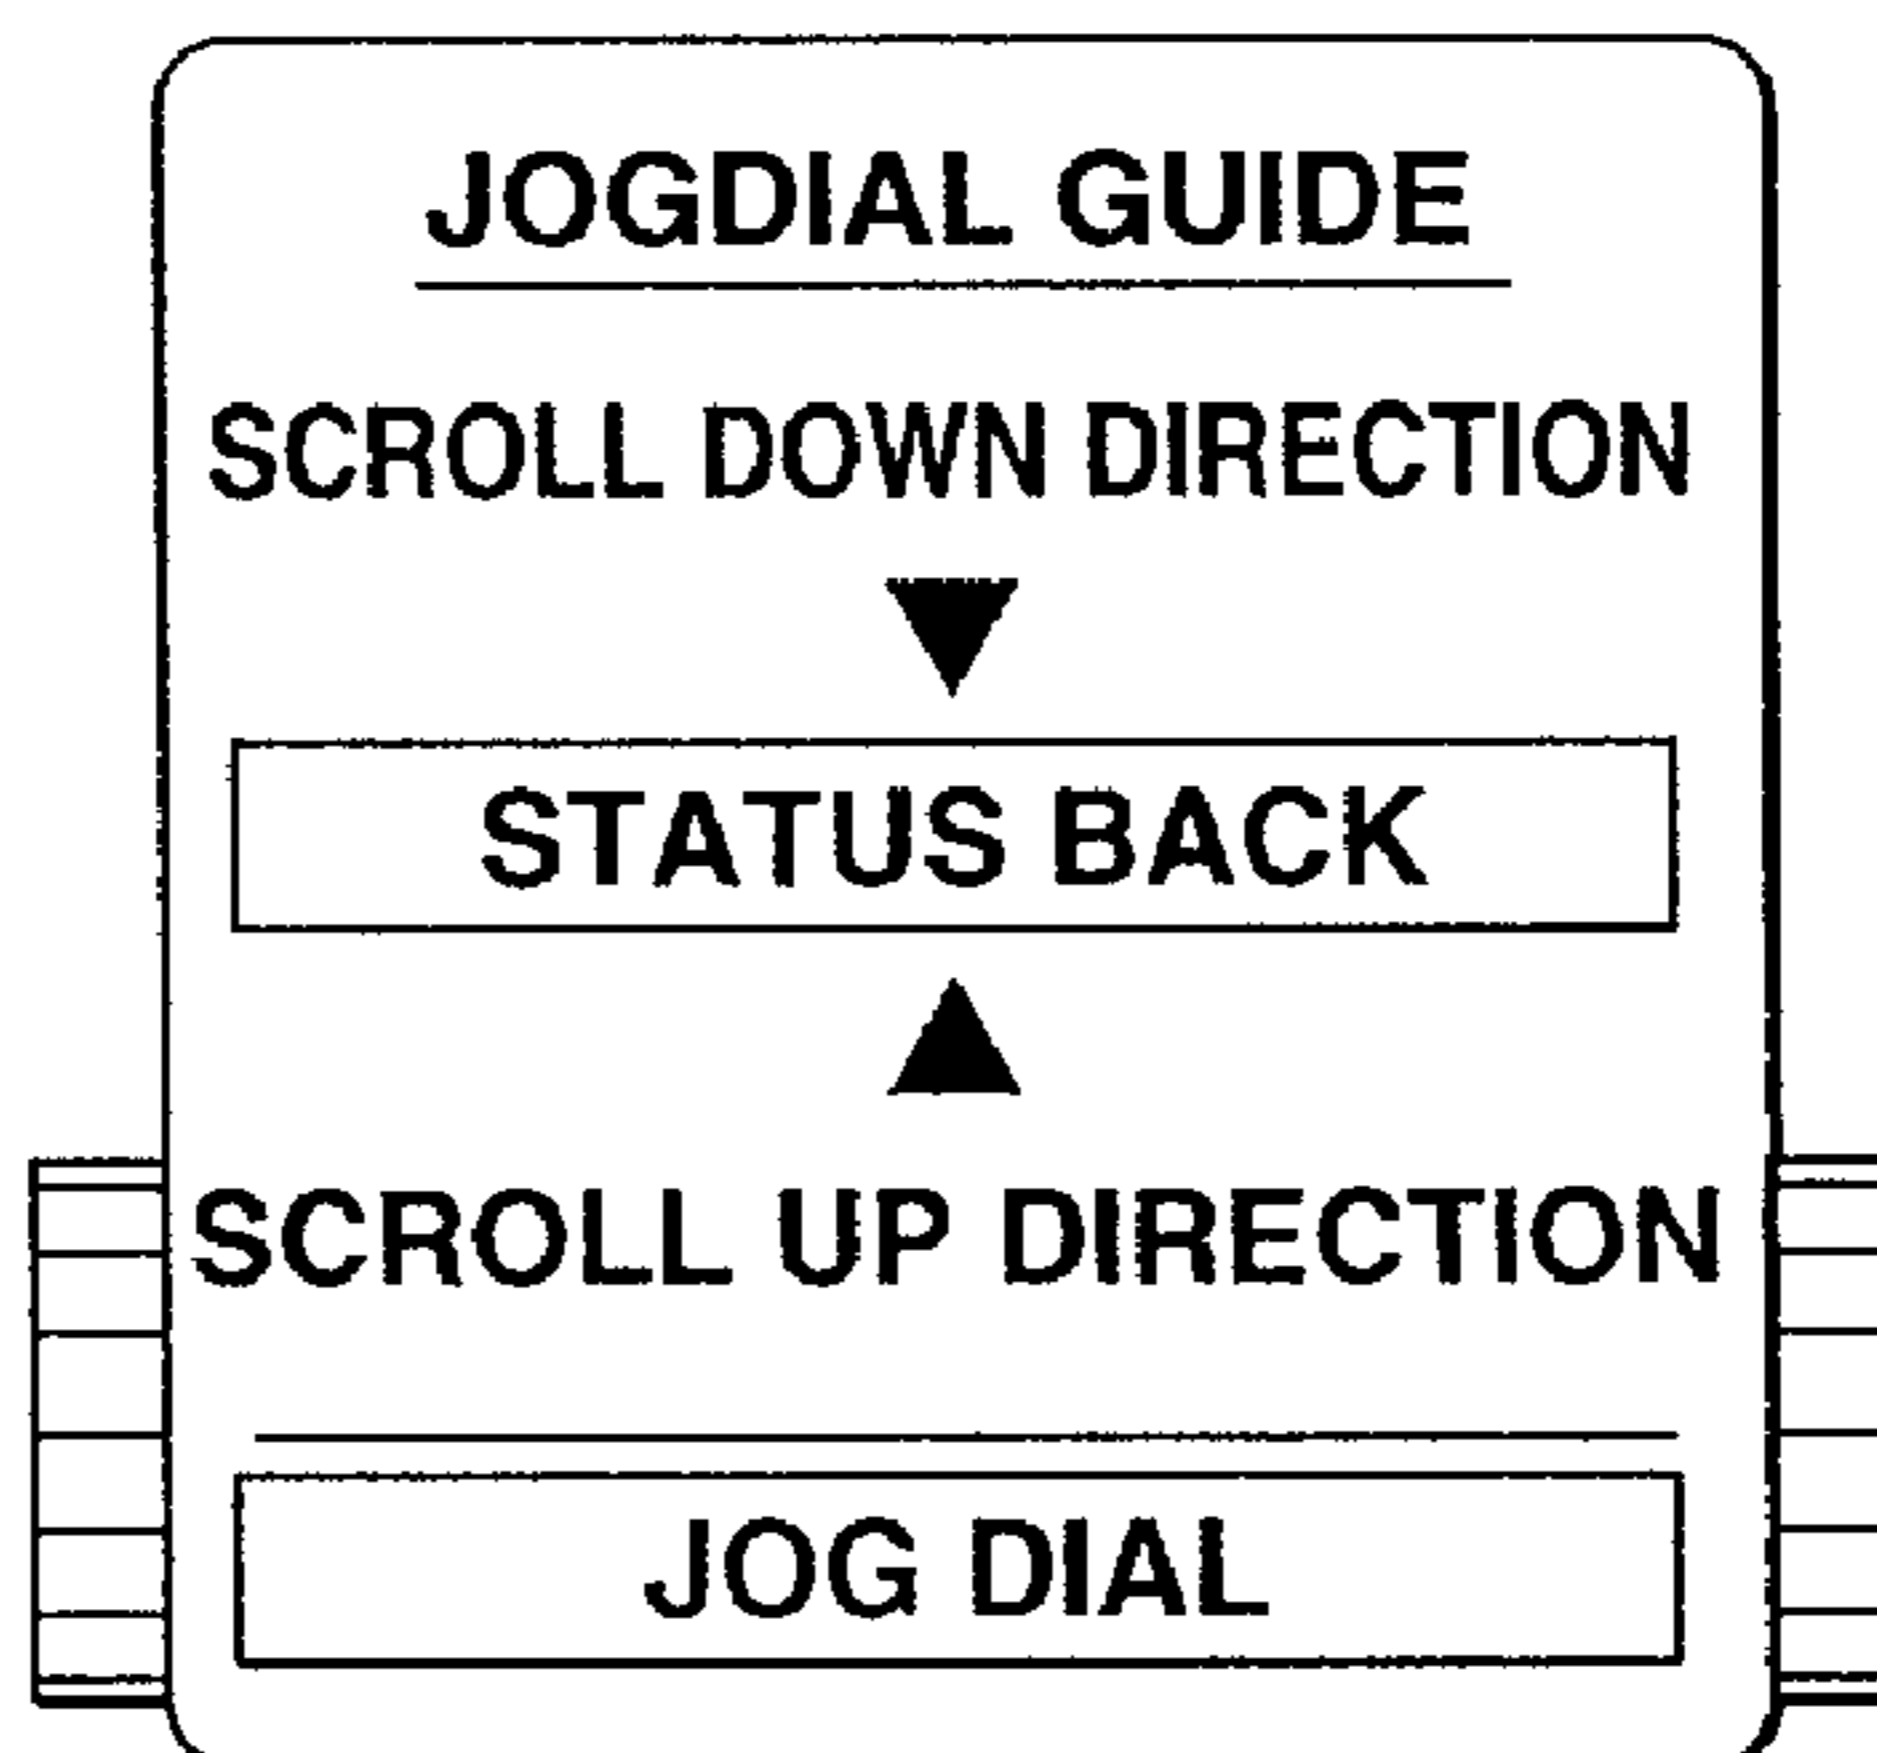 JOGDIAL GUIDE
SCROLL DOWN DIRECTION
STATUS BACK
SCROLL UP DIRECTION
JOG DIAL